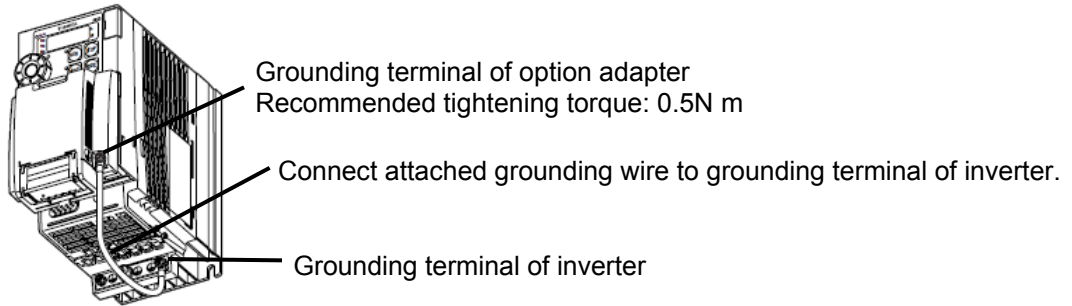 Grounding terminal of option adapter
Recommended tightening torque: 0.5N m
Connect attached grounding wire to grounding terminal of inverter.
Grounding terminal of inverter